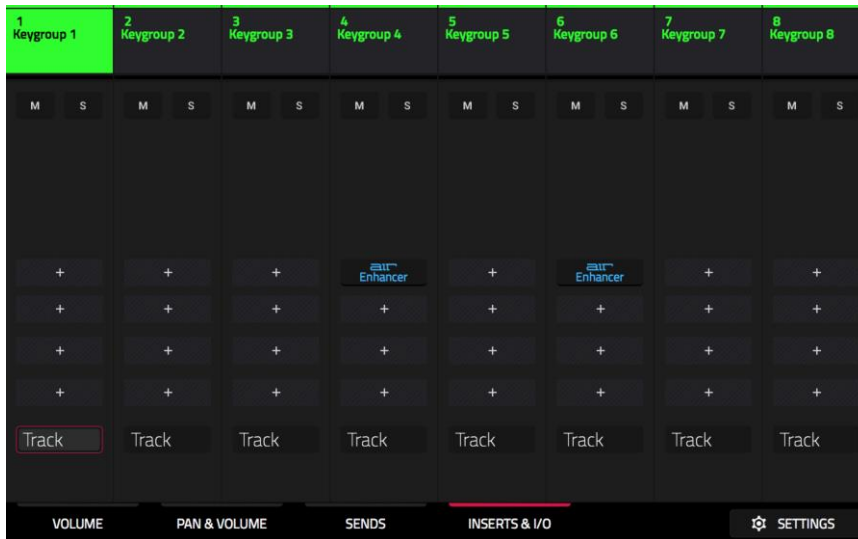 1 2 3 4 5 6 7 8
Keygroup 1 Keygroup 2 Keygroup 3 Keygroup 4 Keygroup 5 Keygroup 6 Keygroup 7 Keygroup 8
M S M S M S M S M S M S M S M S
+ + + air + air + +
Enhancer Enhancer
+ + + + + + + +
+ + + + + + + +
+ + + + + + + +
Track Track Track Track Track Track Track Track
VOLUME PAN & VOLUME SENDS INSERTS & I/O SETTINGS